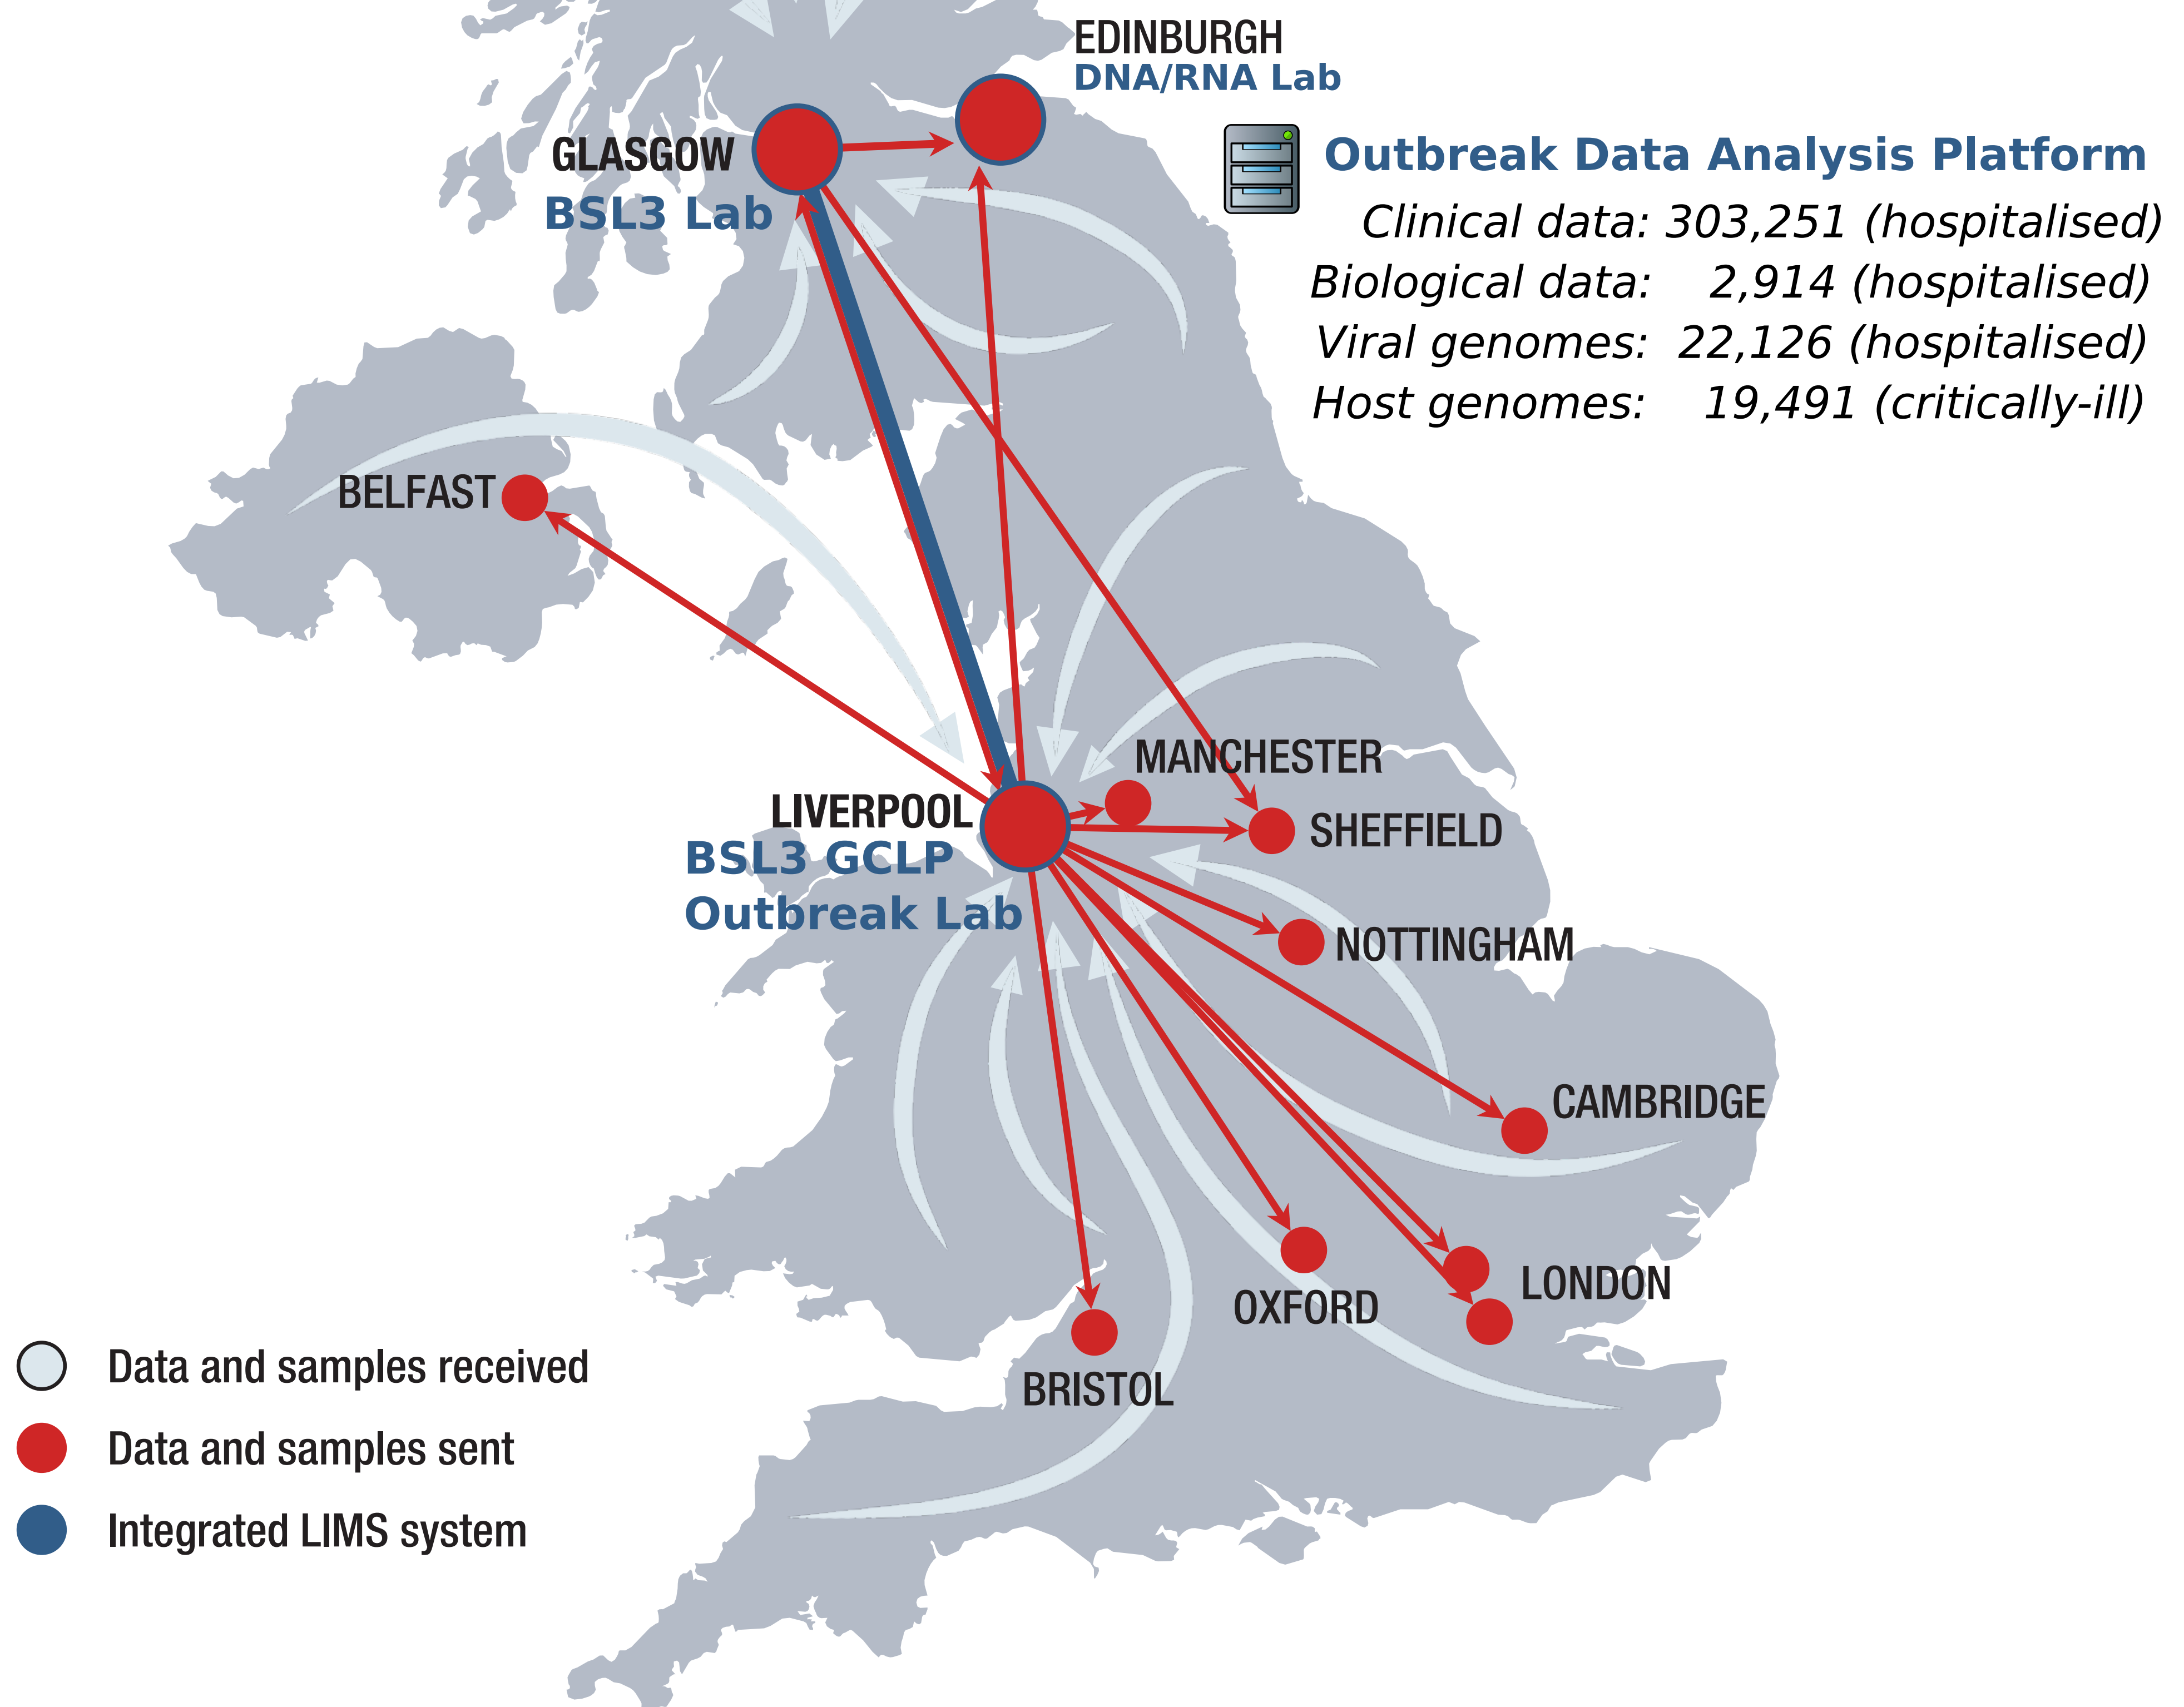 EDINBURGH
DNA/RNA Lab
GLASGOW
BSL3 Lab
Outbreak Data Analysis Platform
Clinical data: 303,251 (hospitalised)
Biological data: 2,914 (hospitalised)
Viral genomes: 22,126 (hospitalised)
Host genomes: 19,491 (critically-ill)
BELFAST
MANCHESTER
LIVERPOOL
BSL3 GCLP
Outbreak Lab
SHEFFIELD
NOTTINGHAM
CAMBRIDGE
LONDON
OXFORD
BRISTOL
Data and samples received
Data and samples sent
Integrated LIMS system